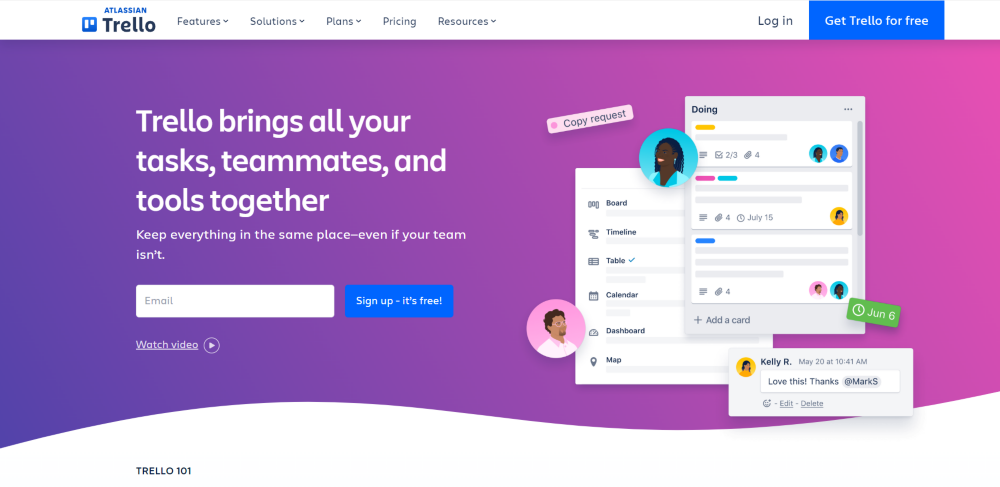 ATLASSIAN
Trello
Features
Solutions
Plans
Pricing
Resources
Log in
Get Trello for free
Trello brings all your
tasks, teammates, and
tools together
Keep everything in the same place—even if your team
isn't.
Email
Sign up - it's free!
Watch video
Copy request
Board
Timeline
Table
Calendar
Dashboard
Map
Doing
2/3 4
4 July 15
4
+ Add a card
Jun 6
Kelly R. May 20 at 10:41 AM
Love this! Thanks @MarkS
- Edit - Delete
TRELLO 101